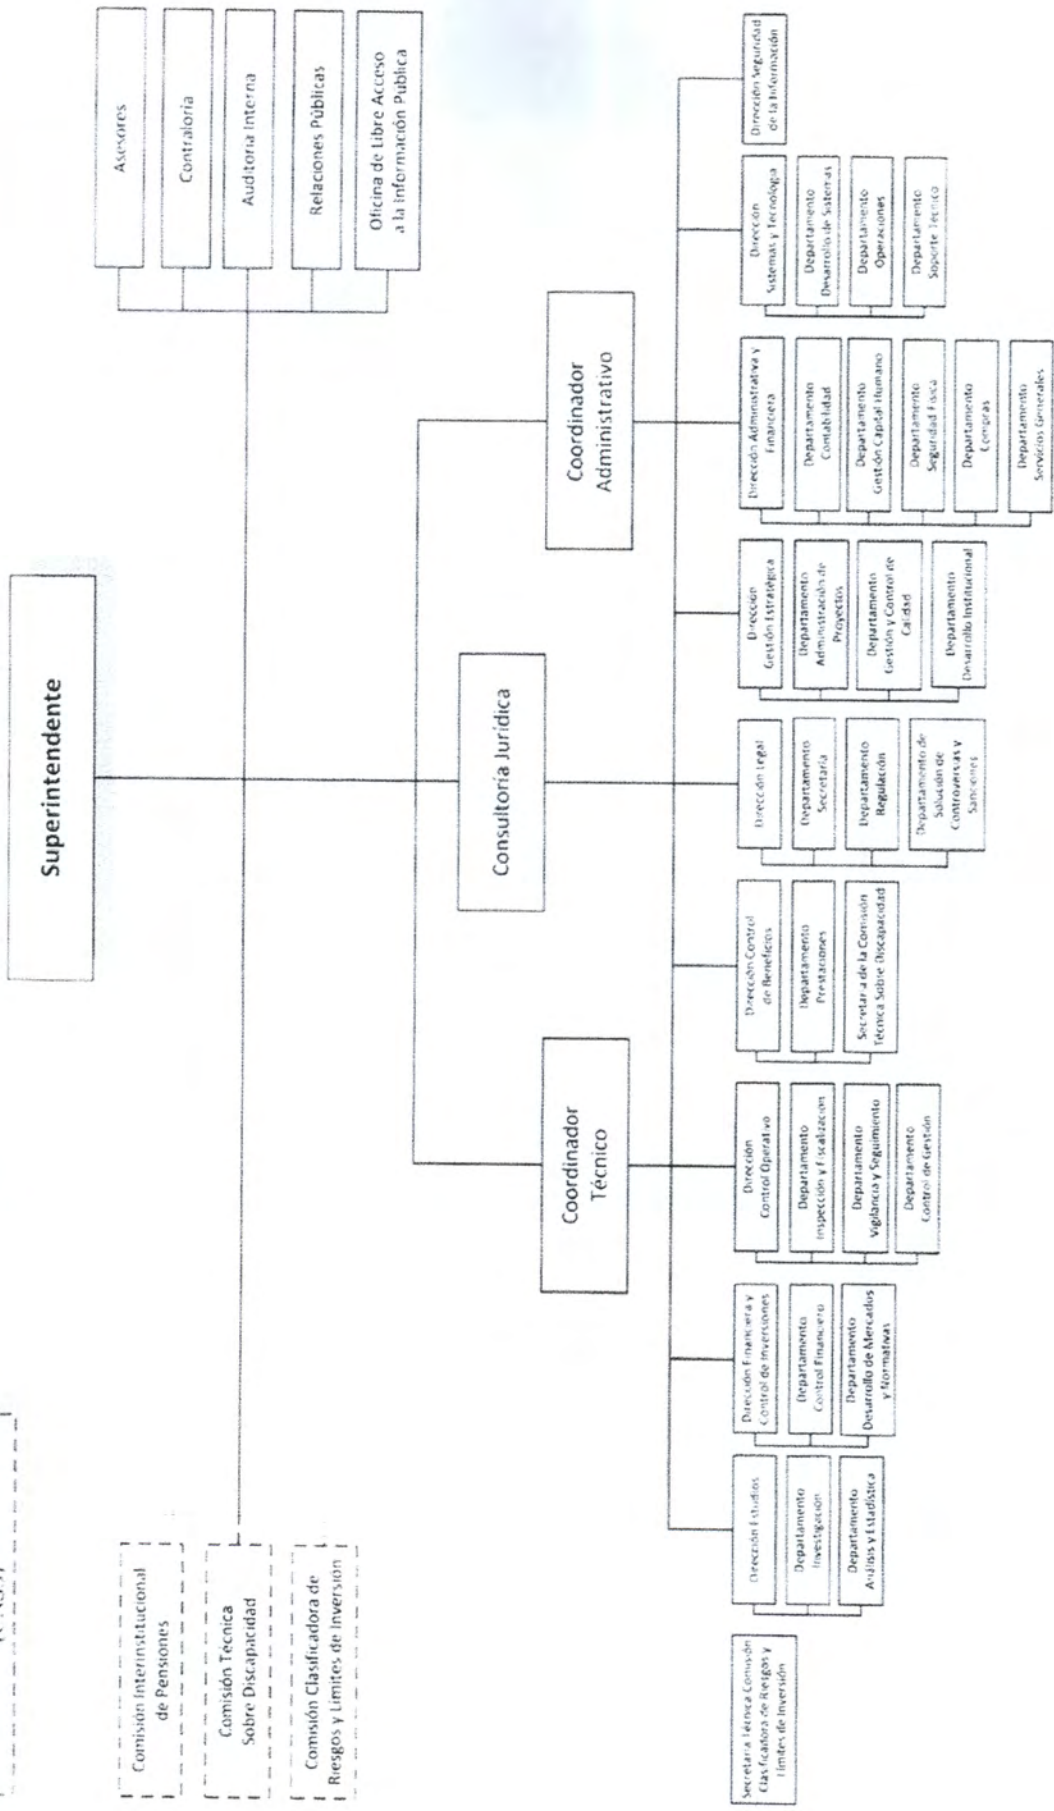 Superintendente
Asesores
Contraloría
Auditoria Interna
Relaciones Públicas
Oficina de Libre Acceso
a la Información Publica
Comisión Interinstitucional
de Pensiones
Comisión Técnica
Sobre Discapacidad
Comisión Clasificadora de
Riesgos y Límites de Inversión
Consultoría Jurídica
Coordinador
Técnico
Coordinador
Administrativo
Secretaría Técnica Comisión
Clasificadora de Riesgos y
Límites de Inversión
Dirección Estudios
Departamento
Investigación
Departamento
Análisis y Estadística
Dirección Financiera y
Control de Inversiones
Departamento
Control Financiero
Departamento
Desarrollo de Mercados
y Normativas
Dirección
Control Operativo
Departamento
Inspección y Fiscalización
Departamento
Vigilancia y Seguimiento
Departamento
Control de Gestión
Dirección Control
de Beneficios
Departamento
Prestaciones
Secretaría de la Comisión
Técnica Sobre Discapacidad
Dirección Legal
Departamento
Secretaría
Departamento
Regulación
Departamento de
Solución de
Controversias y
Sanciones
Dirección
Gestión Estratégica
Departamento
Administración de
Proyectos
Departamento
Gestión y Control de
Calidad
Departamento
Desarrollo Institucional
Dirección Administrativa y
Financiera
Departamento
Contabilidad
Departamento
Gestión Capital Humano
Departamento
Seguridad Física
Departamento
Compras
Departamento
Servicios Generales
Dirección
Sistemas y Tecnología
Departamento
Desarrollo de Sistemas
Departamento
Operaciones
Departamento
Soporte Técnico
Dirección Seguridad
de la Información